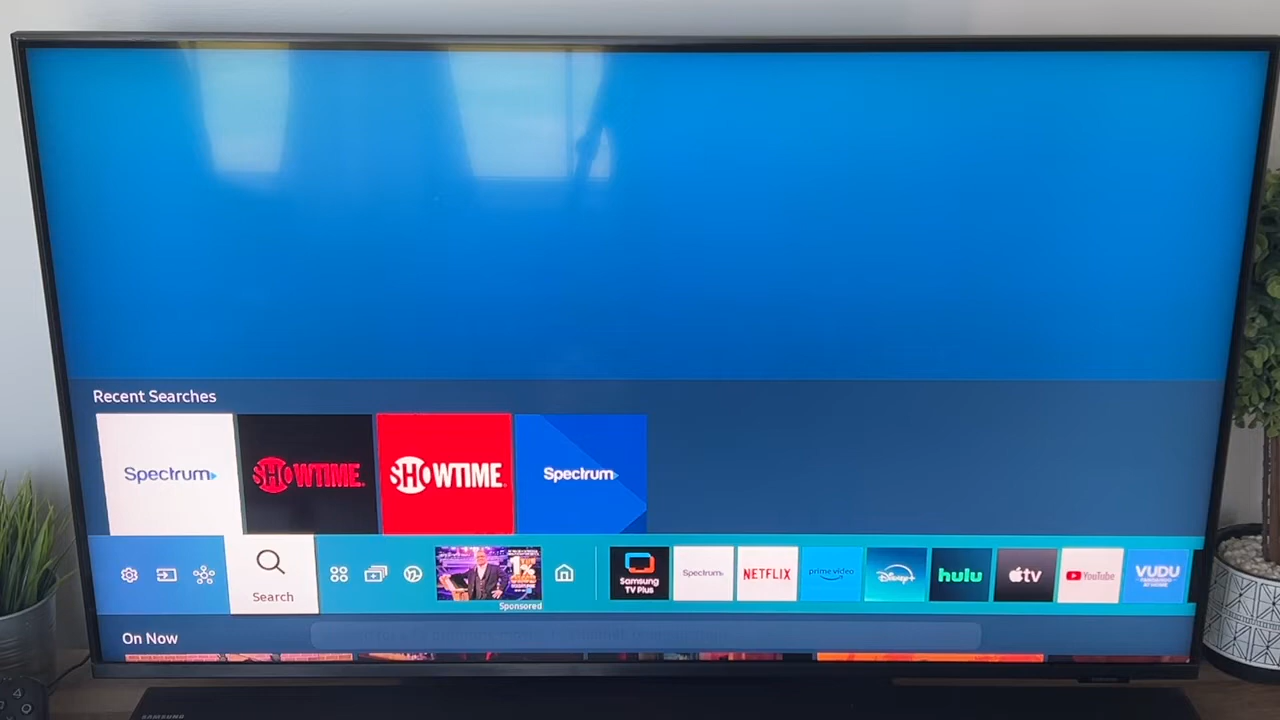 Recent Searches
Spectrum
SHOWTIME.
SHOWTIME.
Spectrum
Search
Sponsored
Samsung
TV Plus
Spectrum
NETFLIX
prime video
Disney+
hulu
tv
YouTube
VUDU
On Now
SAMSUNG